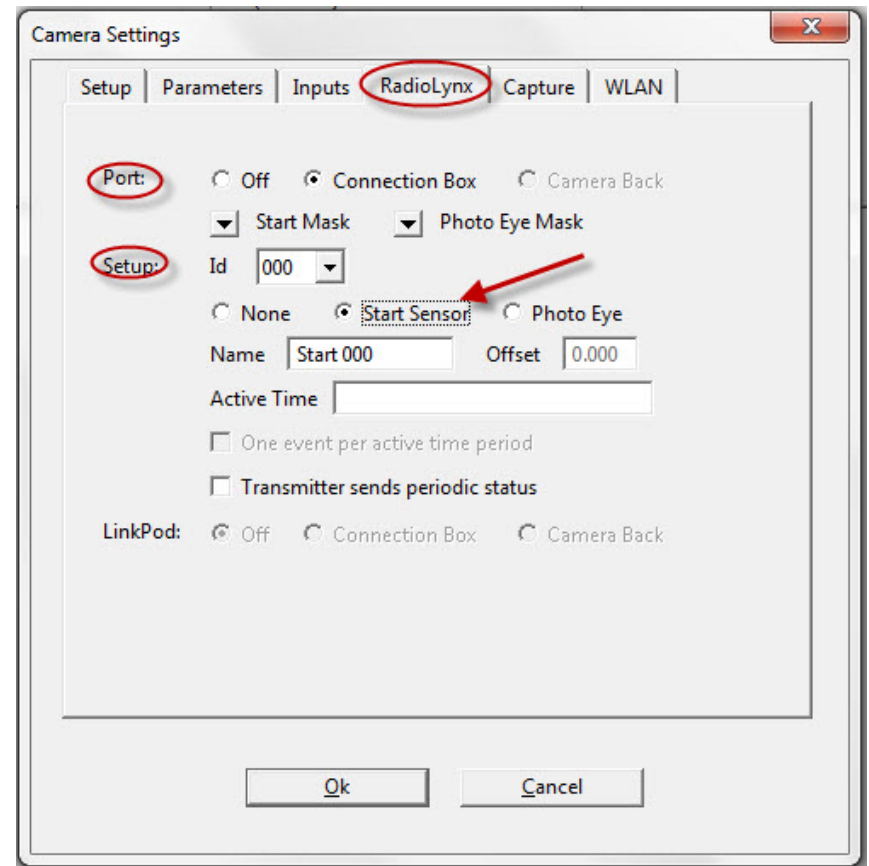 Camera Settings
Setup Parameters Inputs RadioLynx Capture WLAN
Port: Off Connection Box Camera Back
Start Mask Photo Eye Mask
Setup: Id 000
None Start Sensor Photo Eye
Name Start 000 Offset 0.000
Active Time
One event per active time period
Transmitter sends periodic status
LinkPod: Off Connection Box Camera Back
Ok Cancel